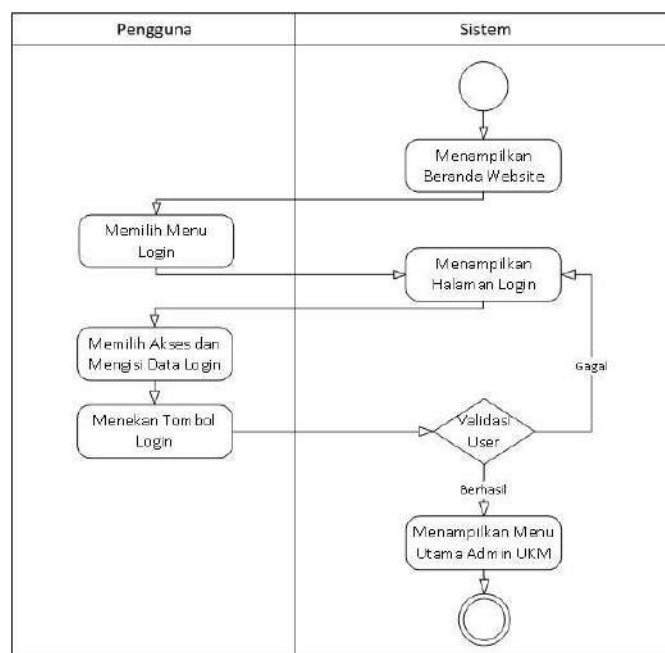 Pengguna
Sistem
Menampilkan
Beranda Website
Memilih Menu
Login
Menampilkan
Halaman Login
Memilih Akses dan
Mengisi Data Login
Gagal
Menekan Tombol
Login
Validasi
User
Berhasil
Menampilkan Menu
Utama Admin UKM